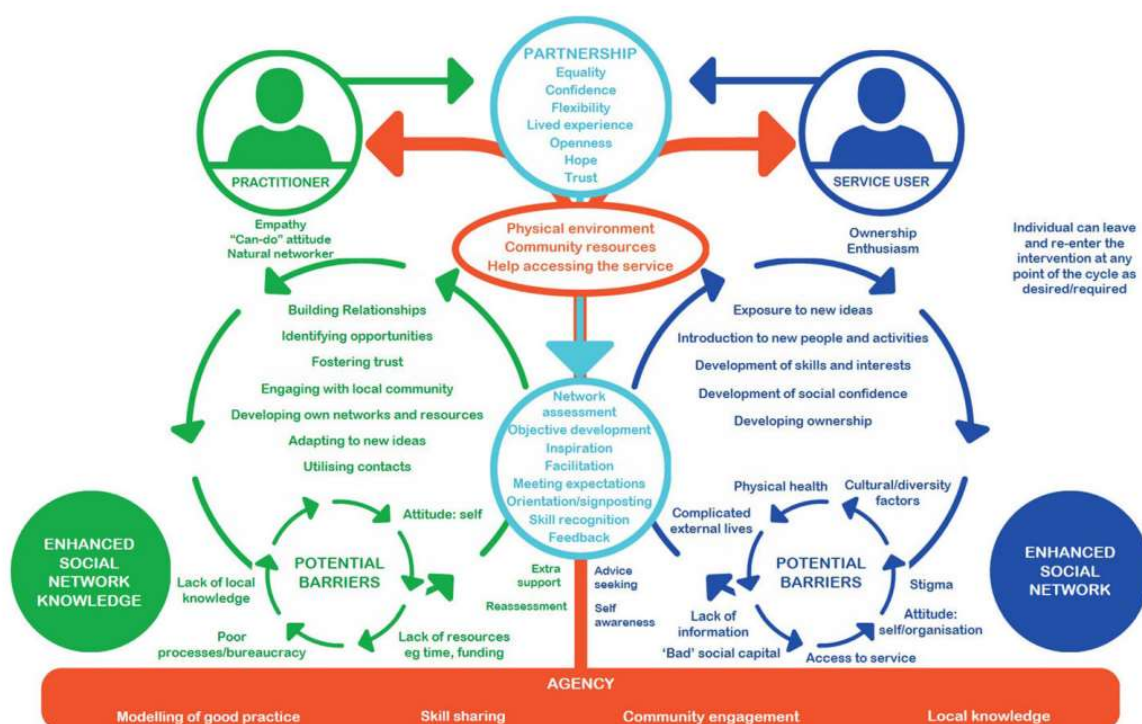 PARTNERSHIP
Equality
Confidence
Flexibility
Lived experience
Openness
Hope
Trust
PRACTITIONER
Empathy
"Can-do" attitude
Natural networker
SERVICE USER
Ownership
Enthusiasm
Individual can leave
and re-enter the
intervention at any
point of the cycle as
desired/required
Physical environment
Community resources
Help accessing the service
Building Relationships
Identifying opportunities
Fostering trust
Engaging with local community
Developing own networks and resources
Adapting to new ideas
Utilising contacts
Exposure to new ideas
Introduction to new people and activities
Development of skills and interests
Development of social confidence
Developing ownership
Network
assessment
Objective development
Inspiration
Facilitation
Meeting expectations
Orientation/signposting
Skill recognition
Feedback
ENHANCED
SOCIAL
NETWORK
KNOWLEDGE
POTENTIAL
BARRIERS
Attitude: self
Lack of resources
eg time, funding
Poor
processes/bureaucracy
Lack of local
knowledge
Extra
support
Reassessment
Advice
seeking
Self
awareness
POTENTIAL
BARRIERS
Physical health
Cultural/diversity
factors
Complicated
external lives
Stigma
Attitude:
self/organisation
Access to service
Lack of
information
'Bad' social capital
ENHANCED
SOCIAL
NETWORK
AGENCY
Modelling of good practice
Skill sharing
Community engagement
Local knowledge